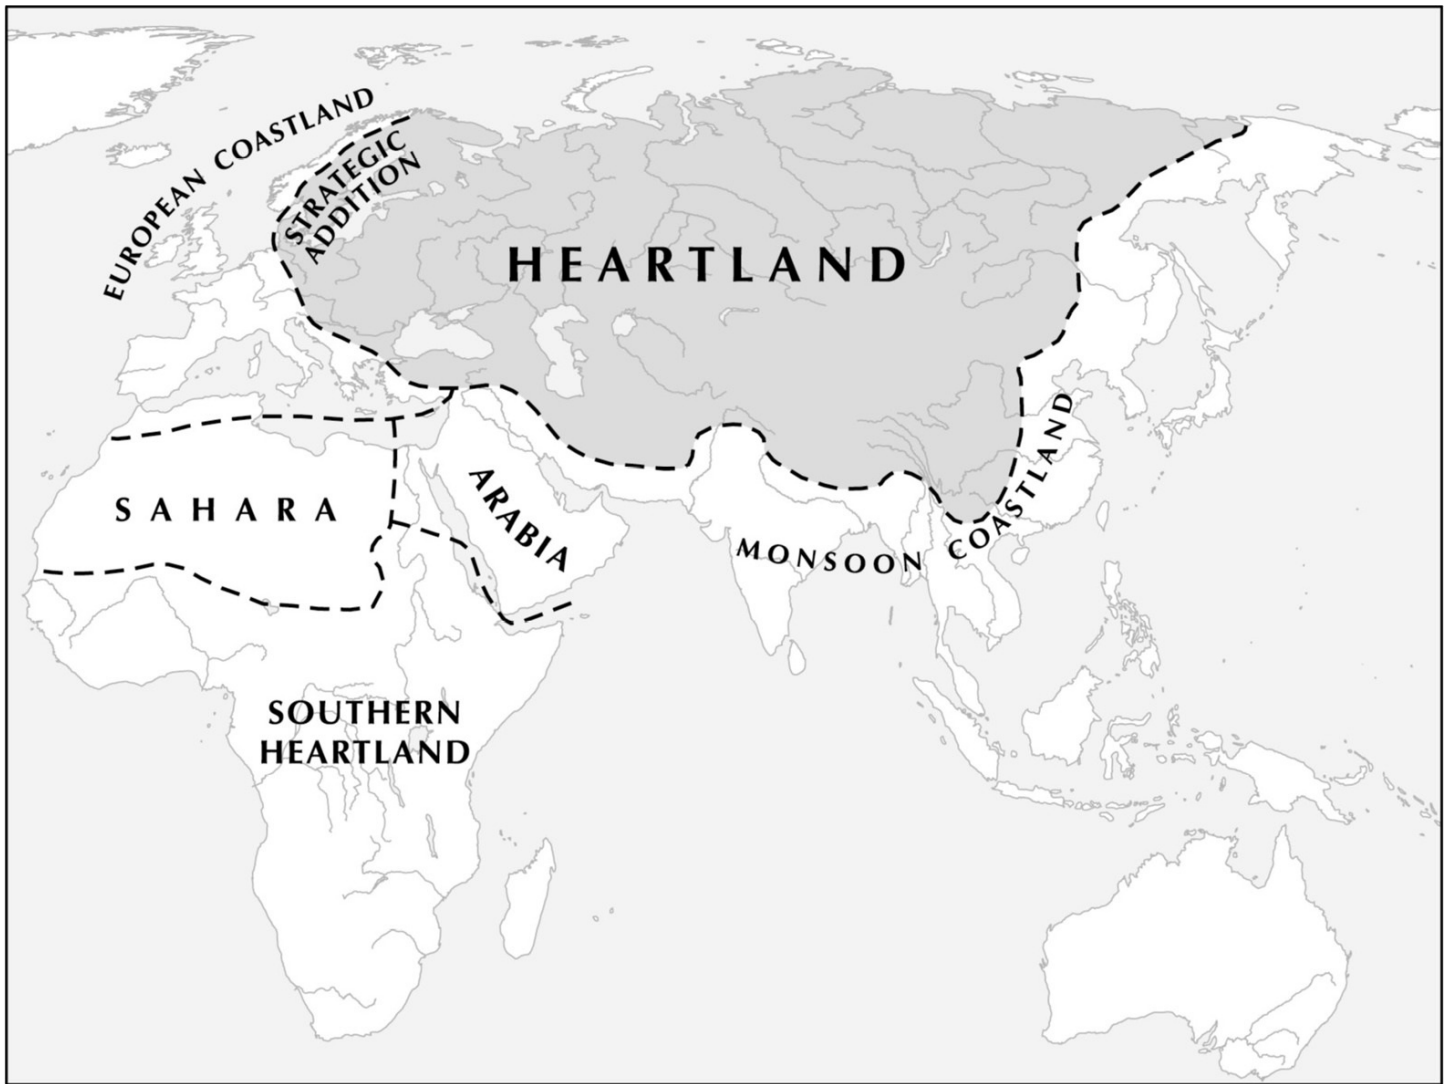 EUROPEAN COASTLAND
STRATEGIC
ADDITION
HEARTLAND
SAHARA
ARABIA
MONSOON COASTLAND
SOUTHERN
HEARTLAND